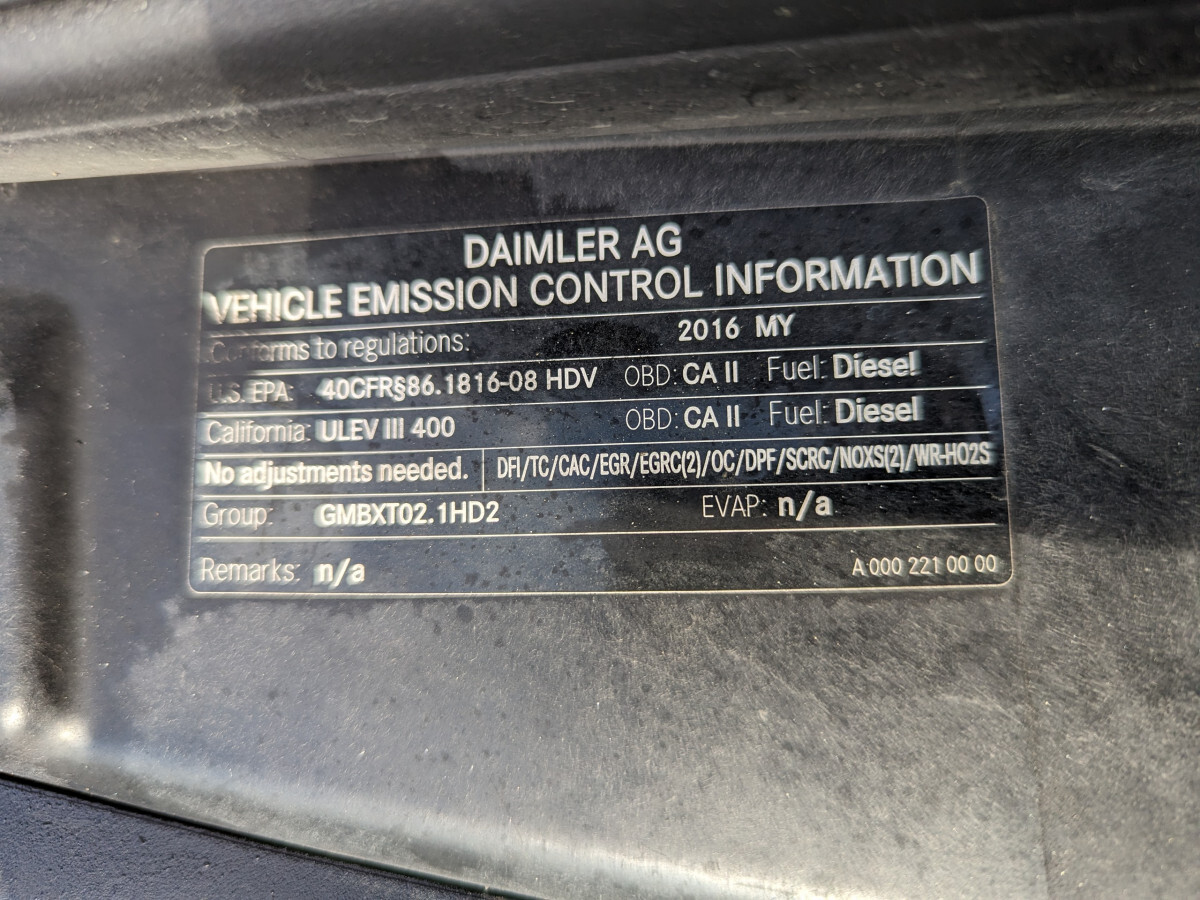 DAIMLER AG
VEHICLE EMISSION CONTROL INFORMATION
Conforms to regulations: 2016 MY
U.S. EPA: 40CFR§86.1816-08 HDV OBD: CA II Fuel: Diesel
California: ULEV III 400 OBD: CA II Fuel: Diesel
No adjustments needed. DFI/TC/CAC/EGR/EGRC(2)/OC/DPF/SCRC/NOXS(2)/WR-HO2S
Group: GMBXT02.1HD2 EVAP: n/a
Remarks: n/a A 000 221 00 00